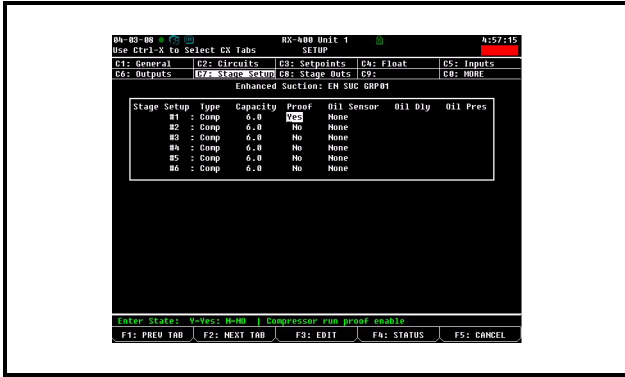 04-03-08 RX-400 Unit 1 4:57:15
Use Ctrl-X to Select CX Tabs SETUP
C1: General C2: Circuits C3: Setpoints C4: Float C5: Inputs
C6: Outputs C7: Stage Setup C8: Stage Outs C9: C0: MORE
Enhanced Suction: EN SUC GRP01
Stage Setup Type Capacity Proof Oil Sensor Oil Dly Oil Pres
#1 : Comp 6.0 Yes None
#2 : Comp 6.0 No None
#3 : Comp 6.0 No None
#4 : Comp 6.0 No None
#5 : Comp 6.0 No None
#6 : Comp 6.0 No None
Enter State: Y=Yes: N=NO | Compressor run proof enable
F1: PREV TAB F2: NEXT TAB F3: EDIT F4: STATUS F5: CANCEL